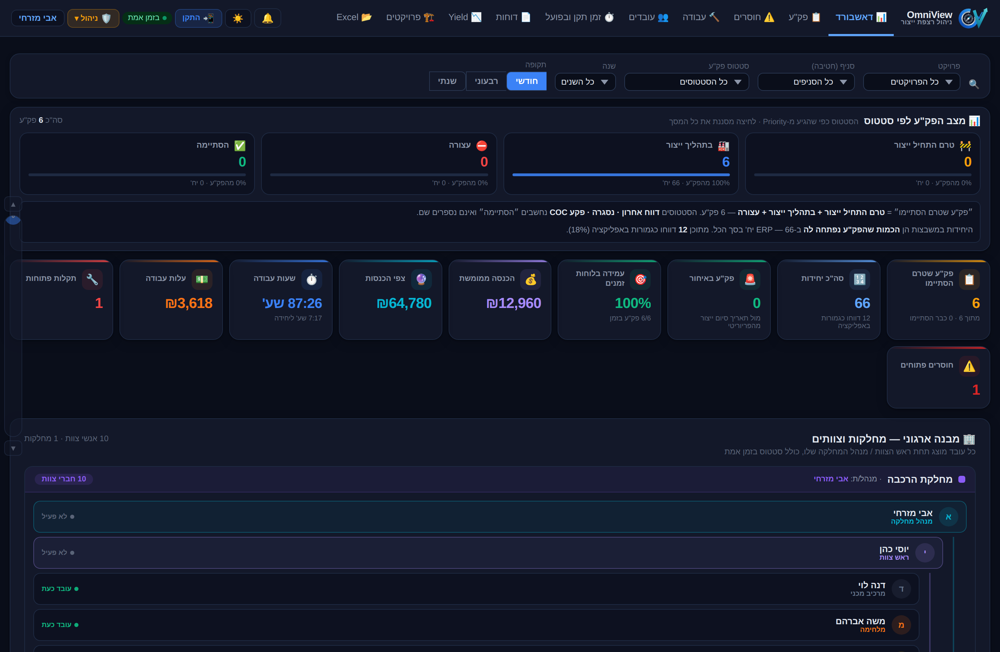 OmniView
ניהול רצפת ייצור
📊 דאשבורד
📋 פק"ע
⚠️ חוסרים
🔨 עבודה
👥 עובדים
⏱️ זמן תקן ובפועל
📄 דוחות
📉 Yield
🏗️ פרויקטים
📂 Excel
🔔
☀️
📲 התקן
בזמן אמת
🛡️ ניהול ▾
אבי מזרחי
🔍
פרויקט
כל הפרויקטים
סניף (חטיבה)
כל הסניפים
סטטוס פק"ע
כל הסטטוסים
שנה
כל השנים
תקופה
חודשי
רבעוני
שנתי
📊 מצב הפק"ע לפי סטטוס הסטטוס כפי שהגיע מ-Priority · לחיצה מסננת את כל המסך
סה"כ 6 פק"ע
🚧 טרם התחיל ייצור
0
0% מהפק"ע · 0 יח'
🏭 בתהליך ייצור
6
100% מהפק"ע · 66 יח'
⛔ עצורה
0
0% מהפק"ע · 0 יח'
✅ הסתיימה
0
0% מהפק"ע · 0 יח'
״פק"ע שטרם הסתיימו״ = טרם התחיל ייצור + בתהליך ייצור + עצורה — 6 פק"ע. הסטטוסים דווח אחרון · נסגרה · פקע COC נחשבים ״הסתיימה״ ואינם נספרים שם.
היחידות במשבצות הן הכמות שהפק"ע נפתחה לה ב-ERP — 66 יח' בסך הכל. מתוכן 12 דווחו כגמורות באפליקציה (18%).
📋 פק"ע שטרם הסתיימו
6
מתוך 6 · 0 כבר הסתיימו
🔢 סה"כ יחידות
66
12 דווחו כגמורות באפליקציה
🚨 פק"ע באיחור
0
מול תאריך סיום ייצור מהפריוריטי
🎯 עמידה בלוחות זמנים
100%
6/6 פק"ע בזמן
💰 הכנסה ממומשת
₪12,960
🔮 צפי הכנסות
₪64,780
⏱️ שעות עבודה
87:26 שע'
7:17 שע' ליחידה
💵 עלות עבודה
₪3,618
🔧 תקלות פתוחות
1
⚠️ חוסרים פתוחים
1
🏢 מבנה ארגוני — מחלקות וצוותים
10 אנשי צוות · 1 מחלקות
כל עובד מוצג תחת ראש הצוות / מנהל המחלקה שלו, כולל סטטוס בזמן אמת
מחלקת הרכבה · מנהל/ת: אבי מזרחי
10 חברי צוות
א
אבי מזרחי
מנהל מחלקה
לא פעיל
י
יוסי כהן
ראש צוות
לא פעיל
ד
דנה לוי
מרכיב מכני
עובד כעת
מ
משה אברהם
מלחימה
עובד כעת
▲
▼